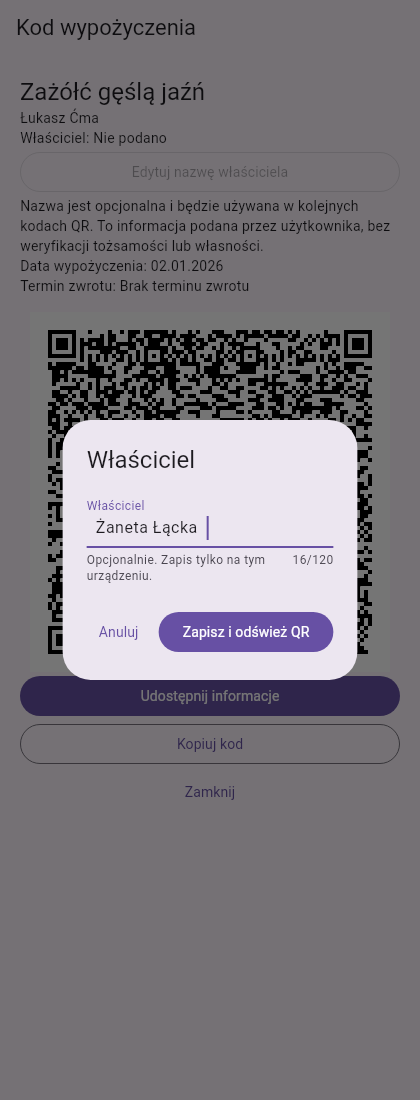 Kod wypożyczenia
Zażółć gęślą jaźń
Łukasz Ćma
Właściciel: Nie podano
Edytuj nazwę właściciela
Nazwa jest opcjonalna i będzie używana w kolejnych
kodach QR. To informacja podana przez użytkownika, bez
weryfikacji tożsamości lub własności.
Data wypożyczenia: 02.01.2026
Termin zwrotu: Brak terminu zwrotu
Właściciel
Właściciel
Żaneta Łącka
Opcjonalnie. Zapis tylko na tym
urządzeniu.
16/120
Anuluj
Zapisz i odśwież QR
Udostępnij informacje
Kopiuj kod
Zamknij